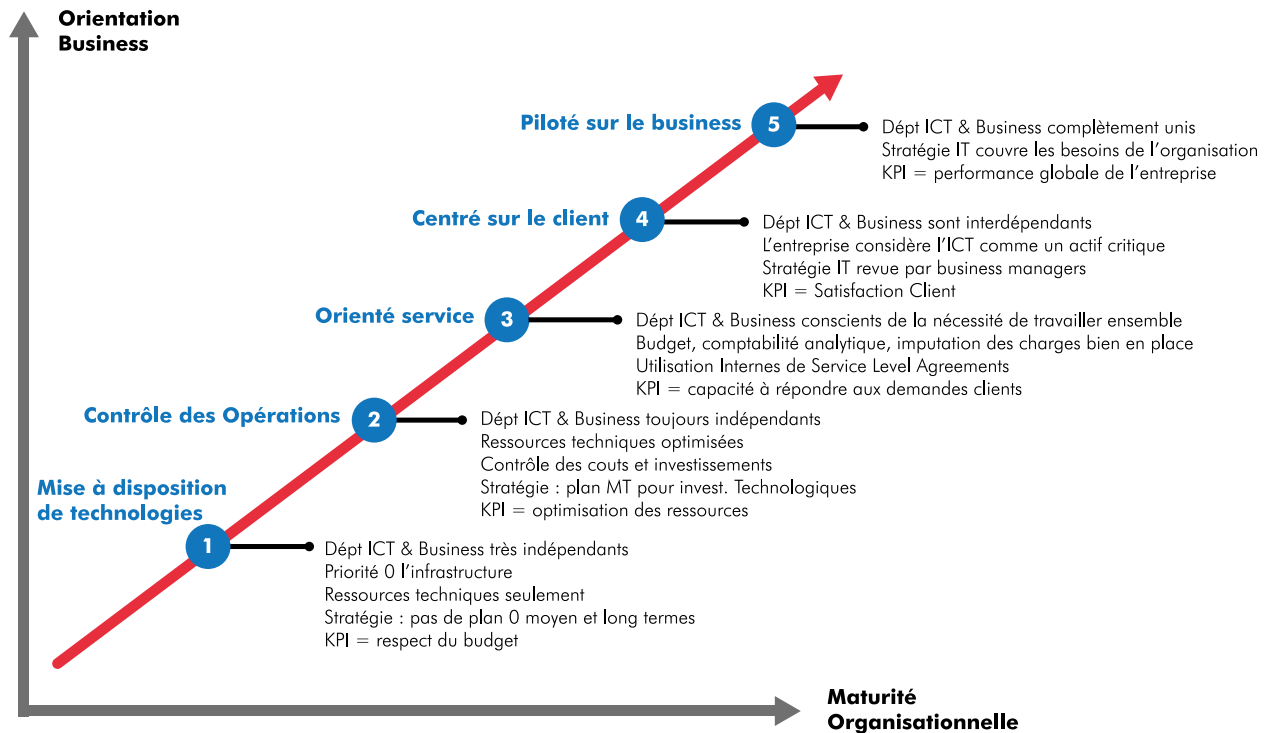 Orientation
Business
Piloté sur le business
5
Dépt ICT & Business complètement unis
Stratégie IT couvre les besoins de l’organisation
KPI = performance globale de l’entreprise
Centré sur le client
4
Dépt ICT & Business sont interdépendants
L’entreprise considère l’ICT comme un actif critique
Stratégie IT revue par business managers
KPI = Satisfaction Client
Orienté service
3
Dépt ICT & Business conscients de la nécessité de travailler ensemble
Budget, comptabilité analytique, imputation des charges bien en place
Utilisation Internes de Service Level Agreements
KPI = capacité à répondre aux demandes clients
Contrôle des Opérations
2
Dépt ICT & Business toujours indépendants
Ressources techniques optimisées
Contrôle des couts et investissements
Stratégie : plan MT pour invest. Technologiques
KPI = optimisation des ressources
Mise à disposition
de technologies
1
Dépt ICT & Business très indépendants
Priorité 0 l’infrastructure
Ressources techniques seulement
Stratégie : pas de plan 0 moyen et long termes
KPI = respect du budget
Maturité
Organisationnelle